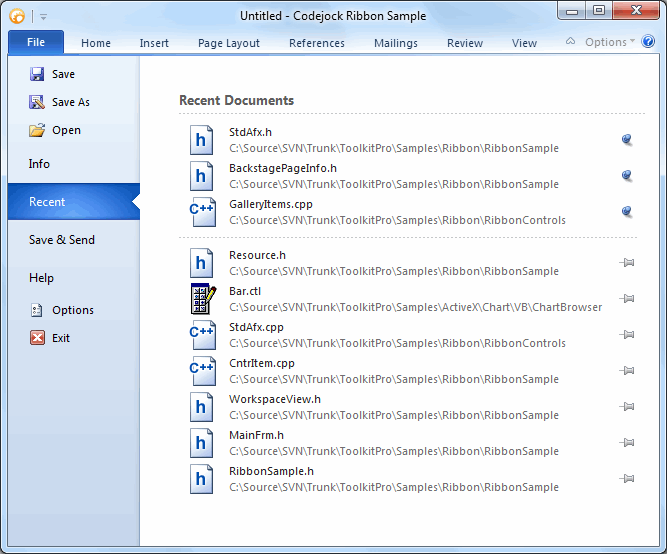 Untitled - Codejock Ribbon Sample
File Home Insert Page Layout References Mailings Review View Options
Save
Save As
Open
Info
Recent
Save & Send
Help
Options
Exit
Recent Documents
h
StdAfx.h
C:\Source\SVN\Trunk\ToolkitPro\Samples\Ribbon\RibbonSample
h
BackstagePageInfo.h
C:\Source\SVN\Trunk\ToolkitPro\Samples\Ribbon\RibbonSample
C++
GalleryItems.cpp
C:\Source\SVN\Trunk\ToolkitPro\Samples\Ribbon\RibbonControls
h
Resource.h
C:\Source\SVN\Trunk\ToolkitPro\Samples\Ribbon\RibbonSample
Bar.ctl
C:\Source\SVN\Trunk\ToolkitPro\Samples\ActiveX\Chart\VB\ChartBrowser
C++
StdAfx.cpp
C:\Source\SVN\Trunk\ToolkitPro\Samples\Ribbon\RibbonControls
C++
CntrItem.cpp
C:\Source\SVN\Trunk\ToolkitPro\Samples\Ribbon\RibbonSample
h
WorkspaceView.h
C:\Source\SVN\Trunk\ToolkitPro\Samples\Ribbon\RibbonSample
h
MainFrm.h
C:\Source\SVN\Trunk\ToolkitPro\Samples\Ribbon\RibbonSample
h
RibbonSample.h
C:\Source\SVN\Trunk\ToolkitPro\Samples\Ribbon\RibbonSample